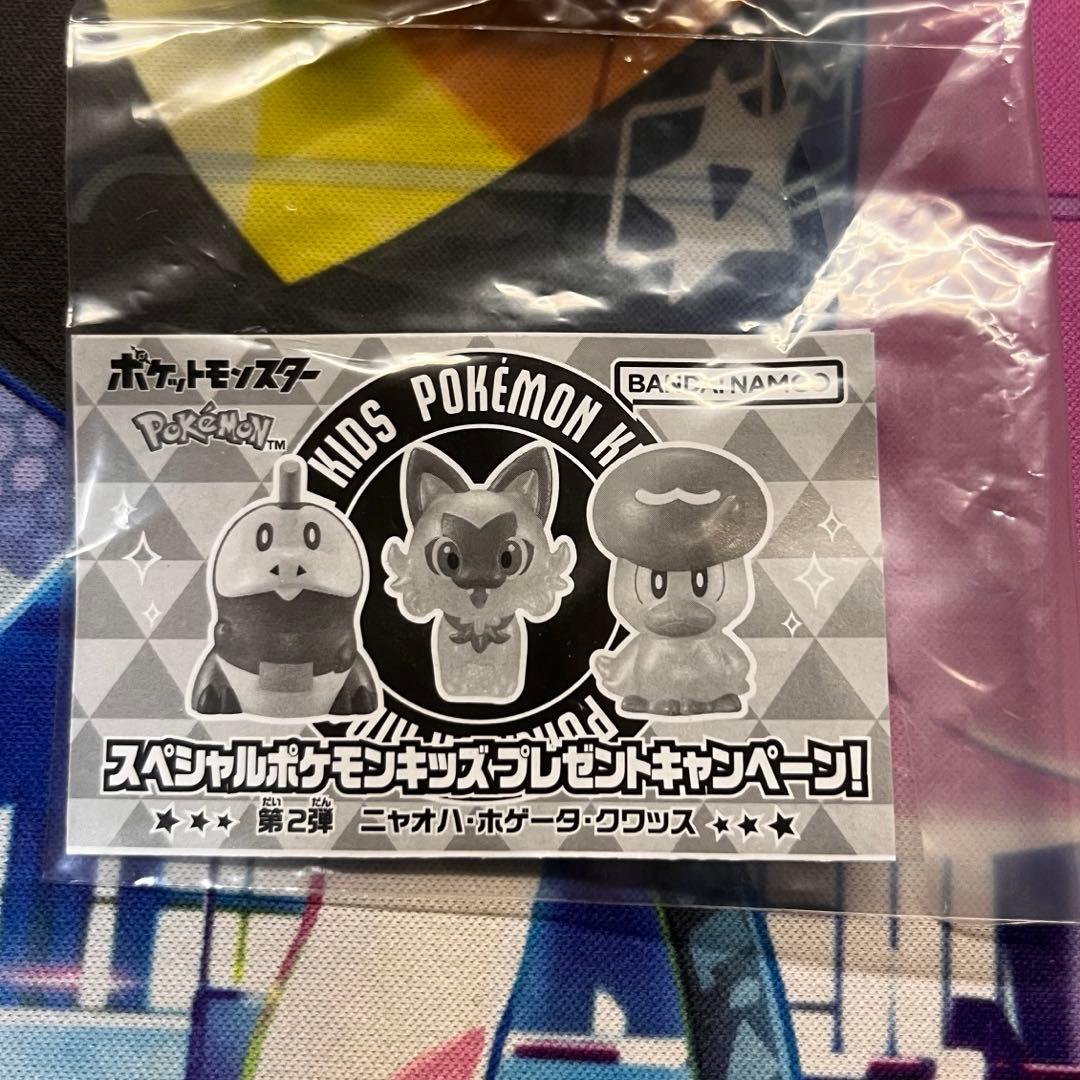 ポケットモンスター
POKÉMON™
KIDS POKÉMON K
BANDAI NAMCO
スペシャルポケモンキッズ・プレゼントキャンペーン!
だい だん
第2弾 ニャオハ・ホゲータ・クワッス